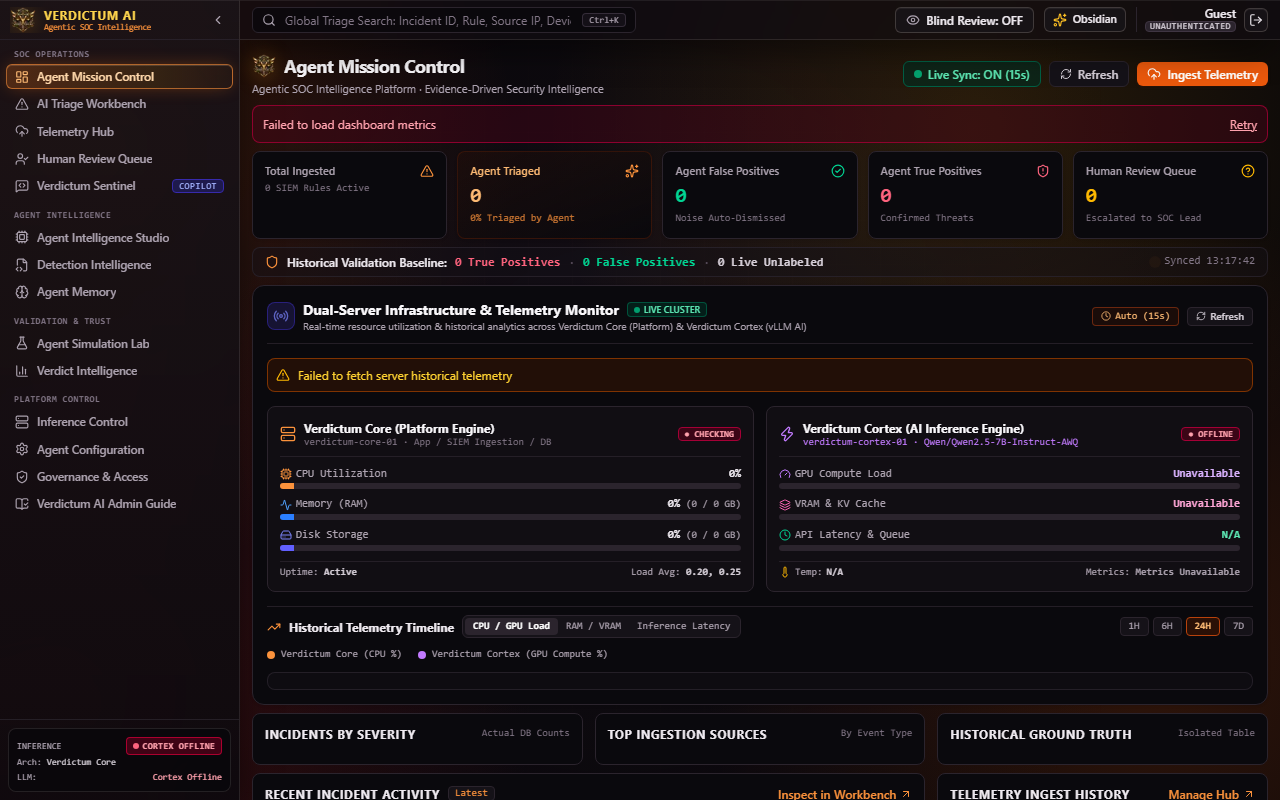 VERDICTUM AI
Agentic SOC Intelligence
SOC OPERATIONS
Agent Mission Control
AI Triage Workbench
Telemetry Hub
Human Review Queue
Verdictum Sentinel COPILOT
AGENT INTELLIGENCE
Agent Intelligence Studio
Detection Intelligence
Agent Memory
VALIDATION & TRUST
Agent Simulation Lab
Verdict Intelligence
PLATFORM CONTROL
Inference Control
Agent Configuration
Governance & Access
Verdictum AI Admin Guide
INFERENCE CORTEX OFFLINE
Arch: Verdictum Core
LLM: Cortex Offline
Global Triage Search: Incident ID, Rule, Source IP, Devi Ctrl+K
Blind Review: OFF
Obsidian
Guest
UNAUTHENTICATED
Agent Mission Control
Agentic SOC Intelligence Platform · Evidence-Driven Security Intelligence
Live Sync: ON (15s)
Refresh
Ingest Telemetry
Failed to load dashboard metrics Retry
Total Ingested
0 SIEM Rules Active
Agent Triaged
0
0% Triaged by Agent
Agent False Positives
0
Noise Auto-Dismissed
Agent True Positives
0
Confirmed Threats
Human Review Queue
0
Escalated to SOC Lead
Historical Validation Baseline: 0 True Positives · 0 False Positives · 0 Live Unlabeled Synced 13:17:42
Dual-Server Infrastructure & Telemetry Monitor LIVE CLUSTER
Real-time resource utilization & historical analytics across Verdictum Core (Platform) & Verdictum Cortex (vLLM AI)
Auto (15s)
Refresh
Failed to fetch server historical telemetry
Verdictum Core (Platform Engine)
verdictum-core-01 · App / SIEM Ingestion / DB
CHECKING
CPU Utilization 0%
Memory (RAM) 0% (0 / 0 GB)
Disk Storage 0% (0 / 0 GB)
Uptime: Active Load Avg: 0.20, 0.25
Verdictum Cortex (AI Inference Engine)
verdictum-cortex-01 · Qwen/Qwen2.5-7B-Instruct-AWQ
OFFLINE
GPU Compute Load Unavailable
VRAM & KV Cache Unavailable
API Latency & Queue N/A
Temp: N/A Metrics: Metrics Unavailable
Historical Telemetry Timeline CPU / GPU Load RAM / VRAM Inference Latency 1H 6H 24H 7D
Verdictum Core (CPU %) Verdictum Cortex (GPU Compute %)
INCIDENTS BY SEVERITY Actual DB Counts
TOP INGESTION SOURCES By Event Type
HISTORICAL GROUND TRUTH Isolated Table
RECENT INCIDENT ACTIVITY Latest Inspect in Workbench
TELEMETRY INGEST HISTORY Manage Hub